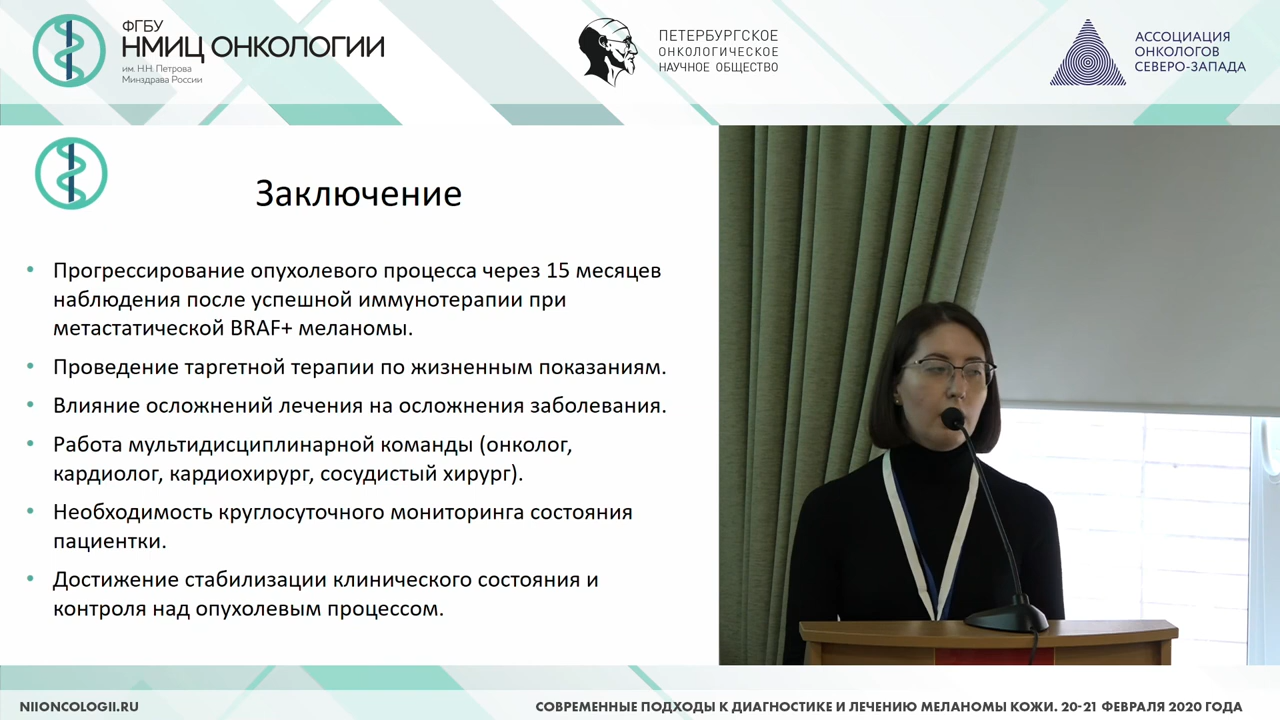 ФГБУ
НМИЦ ОНКОЛОГИИ
им. Н.Н. Петрова
Минздрава России
ПЕТЕРБУРГСКОЕ
ОНКОЛОГИЧЕСКОЕ
НАУЧНОЕ ОБЩЕСТВО
АССОЦИАЦИЯ
ОНКОЛОГОВ
СЕВЕРО-ЗАПАДА
Заключение
• Прогрессирование опухолевого процесса через 15 месяцев
наблюдения после успешной иммунотерапии при
метастатической BRAF+ меланомы.
• Проведение таргетной терапии по жизненным показаниям.
• Влияние осложнений лечения на осложнения заболевания.
• Работа мультидисциплинарной команды (онколог,
кардиолог, кардиохирург, сосудистый хирург).
• Необходимость круглосуточного мониторинга состояния
пациентки.
• Достижение стабилизации клинического состояния и
контроля над опухолевым процессом.
NIIONCOLOGII.RU
СОВРЕМЕННЫЕ ПОДХОДЫ К ДИАГНОСТИКЕ И ЛЕЧЕНИЮ МЕЛАНОМЫ КОЖИ. 20-21 ФЕВРАЛЯ 2020 ГОДА